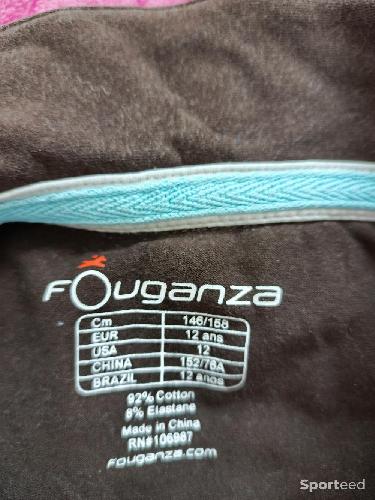 FOuganza
Cm 146/158
EUR 12 ans
USA 12
CHINA 152/76A
BRAZIL 12 anos
92% Cotton
8% Elastane
Made in China
RN#106987
FOuganza.com
Sporteed